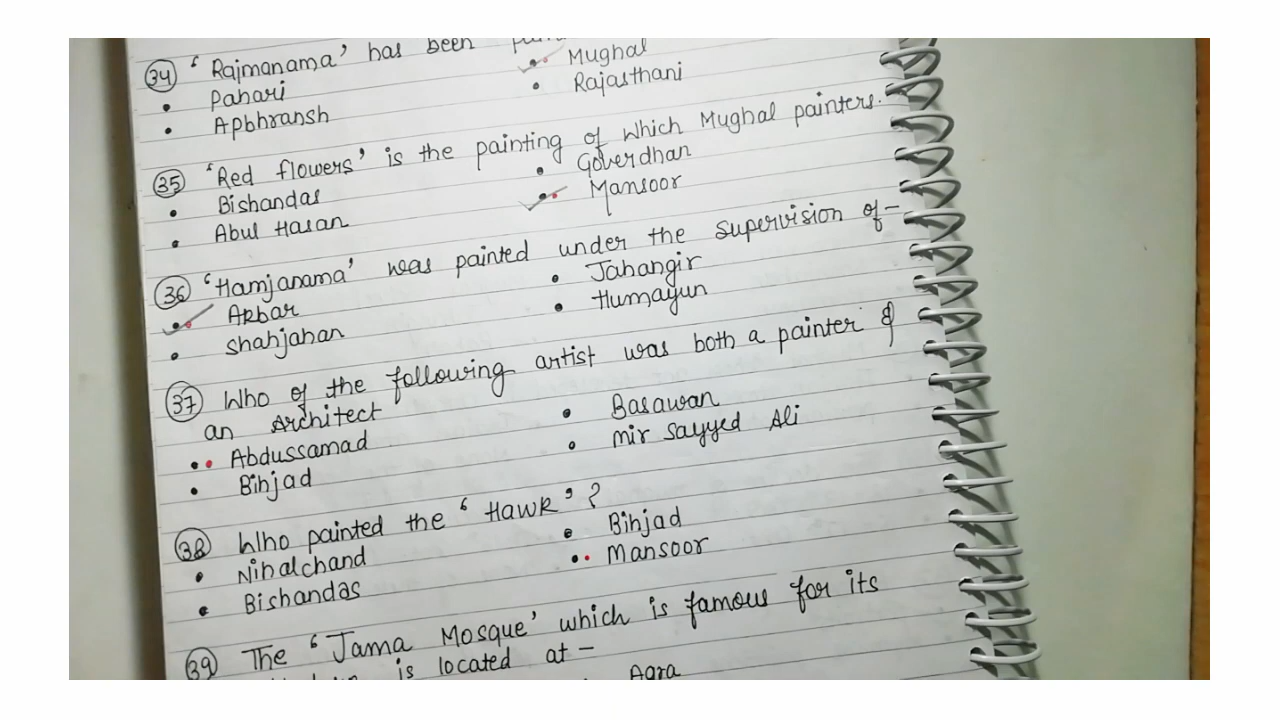 34 ‘Rajmanama’ has been
• Pahari • Mughal
• Apbhransh • Rajasthani
35 ‘Red flowers’ is the painting of which Mughal painters.
• Bishandas • Goverdhan
• Abul Hasan • Mansoor
36 ‘Hamjanama’ was painted under the supervision of –
• Akbar • Jahangir
• Shahjahan • Humayun
37 Who of the following artist was both a painter &
an Architect
• Abdussamad • Basawan
• Bihjad • Mir Sayyed Ali
38 Who painted the ‘Hawk’?
• Nihalchand • Bihjad
• Bishandas • Mansoor
39 The ‘Jama Mosque’ which is famous for its
is located at –
Agra